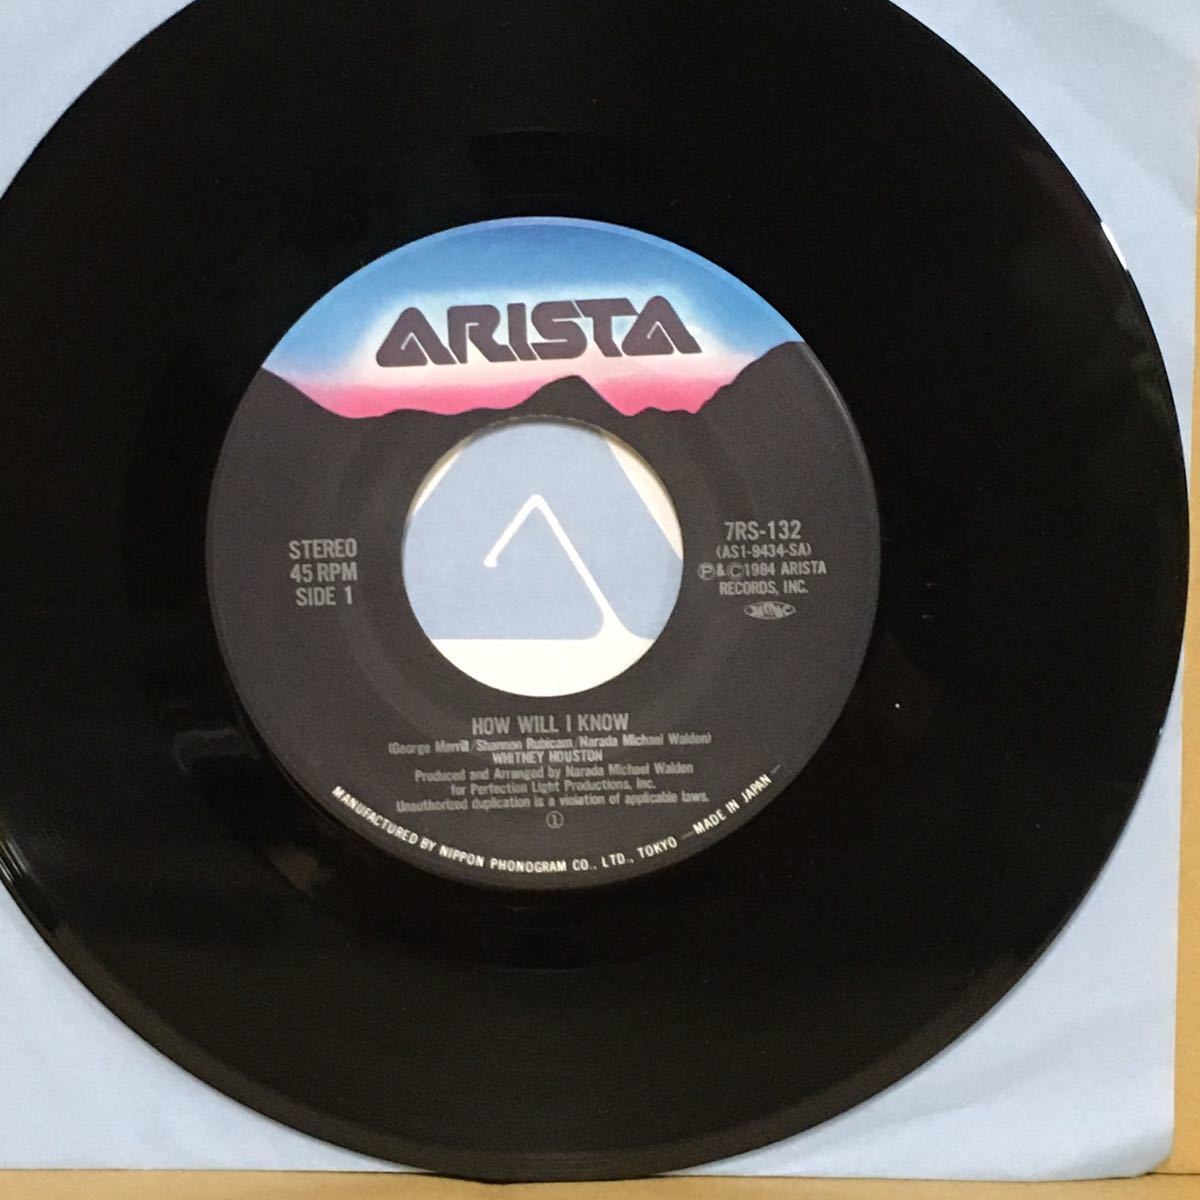 ARISTA
STEREO
45 RPM
SIDE 1
7RS-132
(AS1-9434-SA)
Ⓟ&Ⓒ1984 ARISTA
RECORDS, INC.
HOW WILL I KNOW
(George Merrill/Shannon Rubicam/Narada Michael Walden)
WHITNEY HOUSTON
Produced and Arranged by Narada Michael Walden
for Perfection Light Productions, Inc.
Unauthorized duplication is a violation of applicable laws.
①
MANUFACTURED BY NIPPON PHONOGRAM CO., LTD., TOKYO —MADE IN JAPAN—